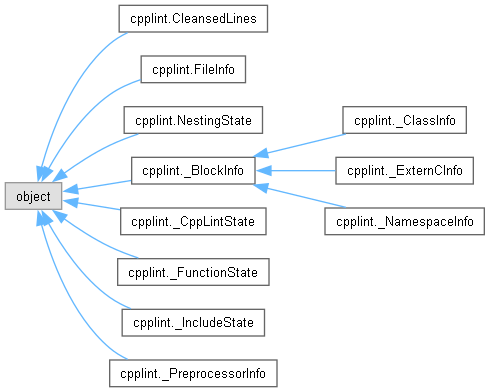 cpplint.CleansedLines
cpplint.FileInfo
cpplint.NestingState
cpplint._ClassInfo
object
cpplint._BlockInfo
cpplint._ExternCInfo
cpplint._CppLintState
cpplint._NamespaceInfo
cpplint._FunctionState
cpplint._IncludeState
cpplint._PreprocessorInfo